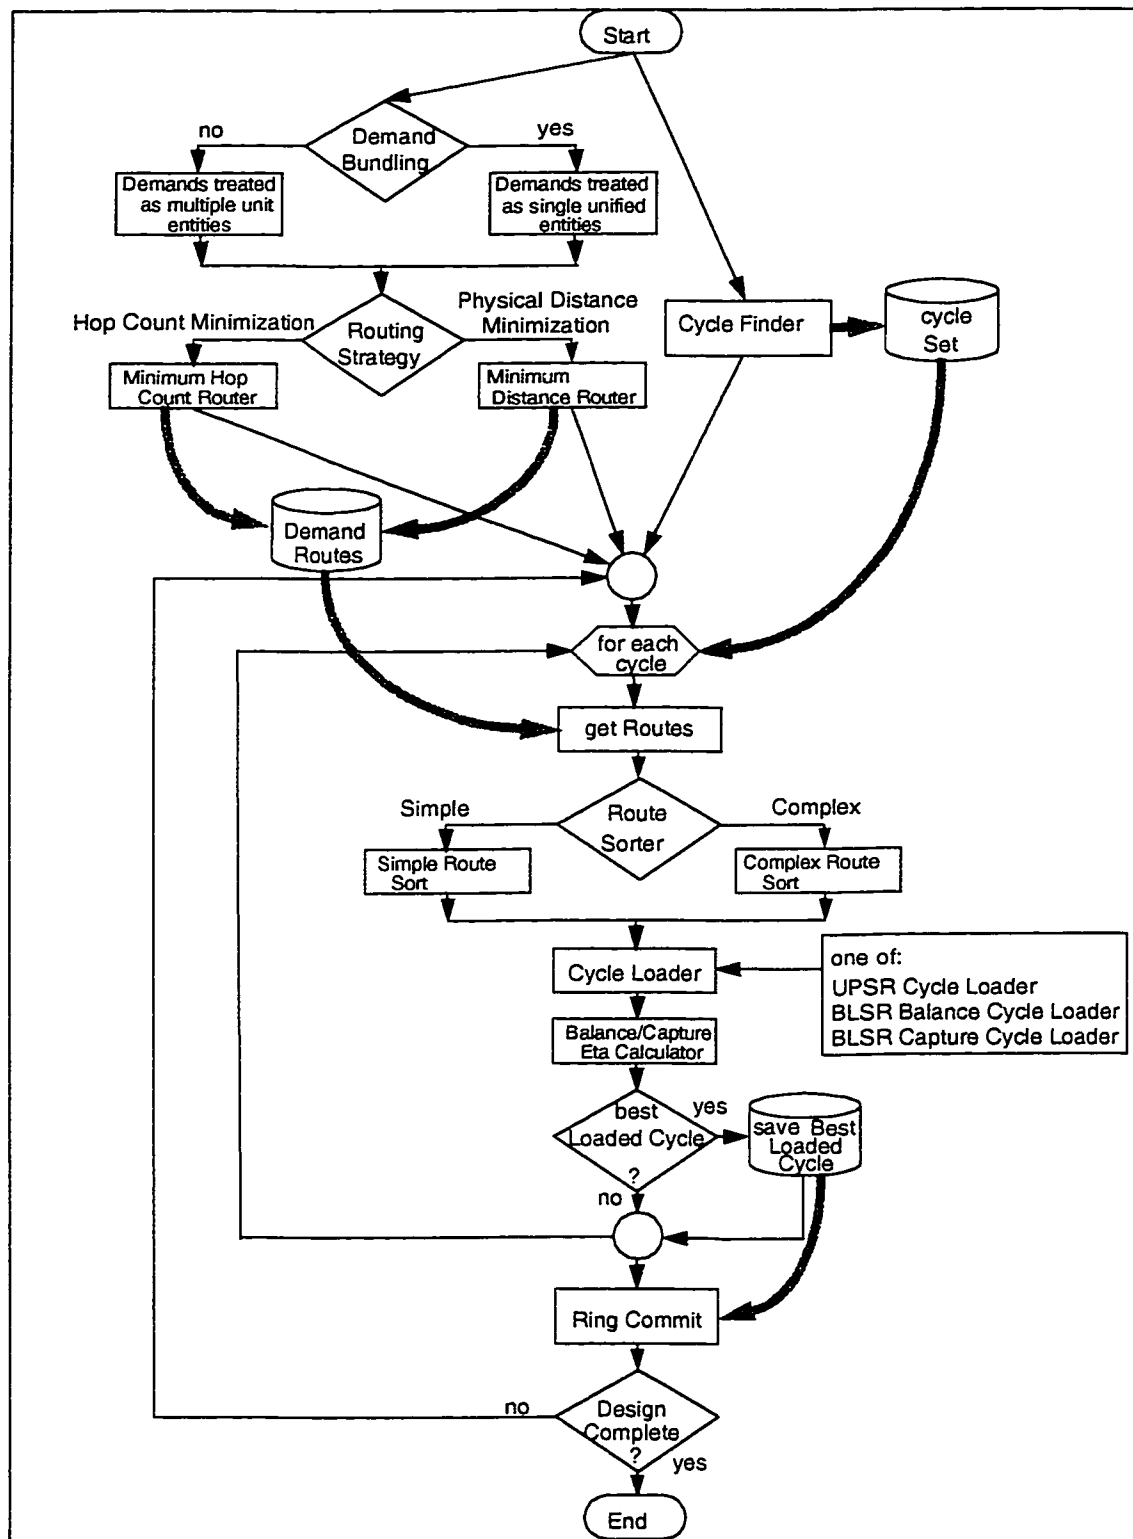 Start
no
yes
Demand
Bundling
Demands treated
as multiple unit
entities
Demands treated
as single unified
entities
Hop Count Minimization
Physical Distance
Minimization
Routing
Strategy
Cycle Finder
cycle
Set
Minimum Hop
Count Router
Minimum
Distance Router
Demand
Routes
for each
cycle
get Routes
Simple
Complex
Route
Sorter
Simple Route
Sort
Complex Route
Sort
Cycle Loader
one of:
UPSR Cycle Loader
BLSR Balance Cycle Loader
BLSR Capture Cycle Loader
Balance/Capture
Eta Calculator
best
Loaded Cycle
?
yes
no
save Best
Loaded
Cycle
Ring Commit
no
Design
Complete
?
yes
End